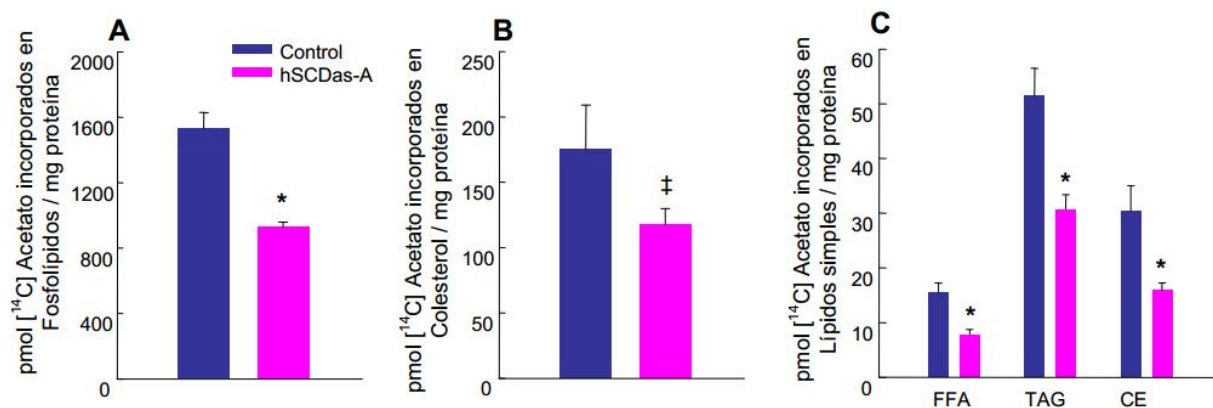 A
pmol [¹⁴C] Acetato incorporados en
Fosfolípidos / mg proteína
2000
1600
1200
800
400
0
Control
hSCDas-A
*
B
pmol [¹⁴C] Acetato incorporados en
Colesterol / mg proteína
250
200
150
100
50
0
‡
C
pmol [¹⁴C] Acetato incorporados en
Lípidos simples / mg proteína
60
50
40
30
20
10
0
*
*
*
FFA
TAG
CE